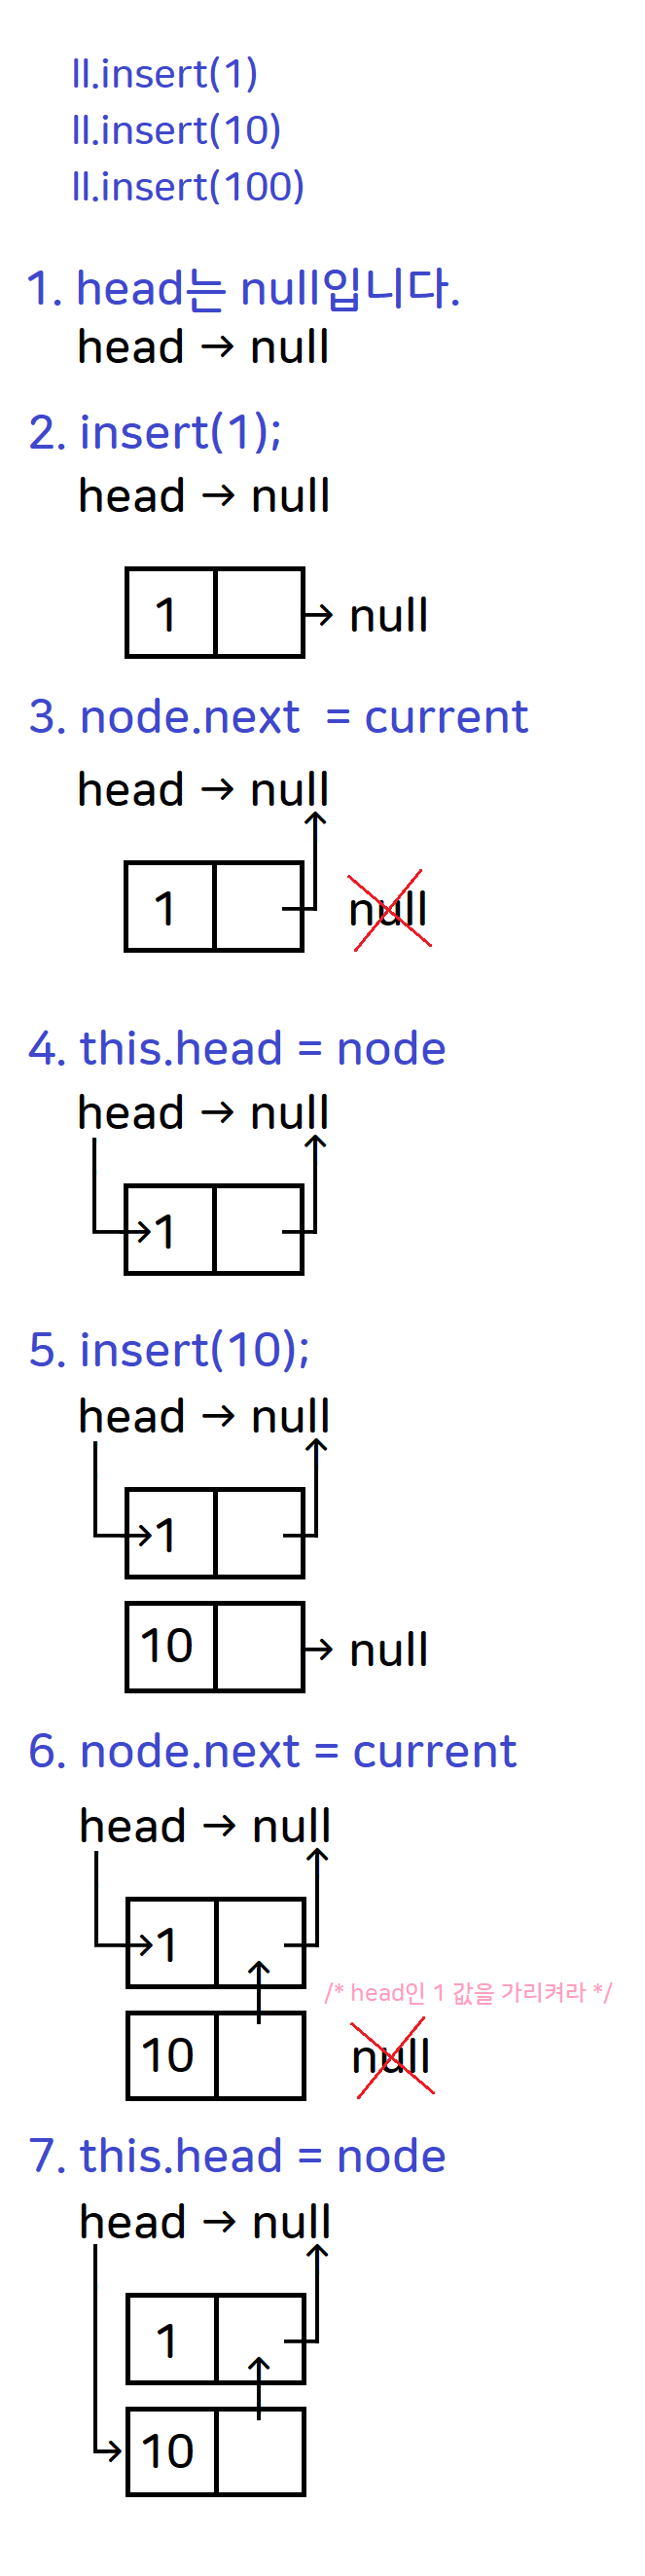 ll.insert(1)
ll.insert(10)
ll.insert(100)
1. head는 null입니다.
head → null
2. insert(1);
head → null
1 → null
3. node.next = current
head → null
1 null
4. this.head = node
head → null
1
5. insert(10);
head → null
1
10 → null
6. node.next = current
head → null
1
/* head인 1 값을 가리켜라 */
10 null
7. this.head = node
head → null
1
10